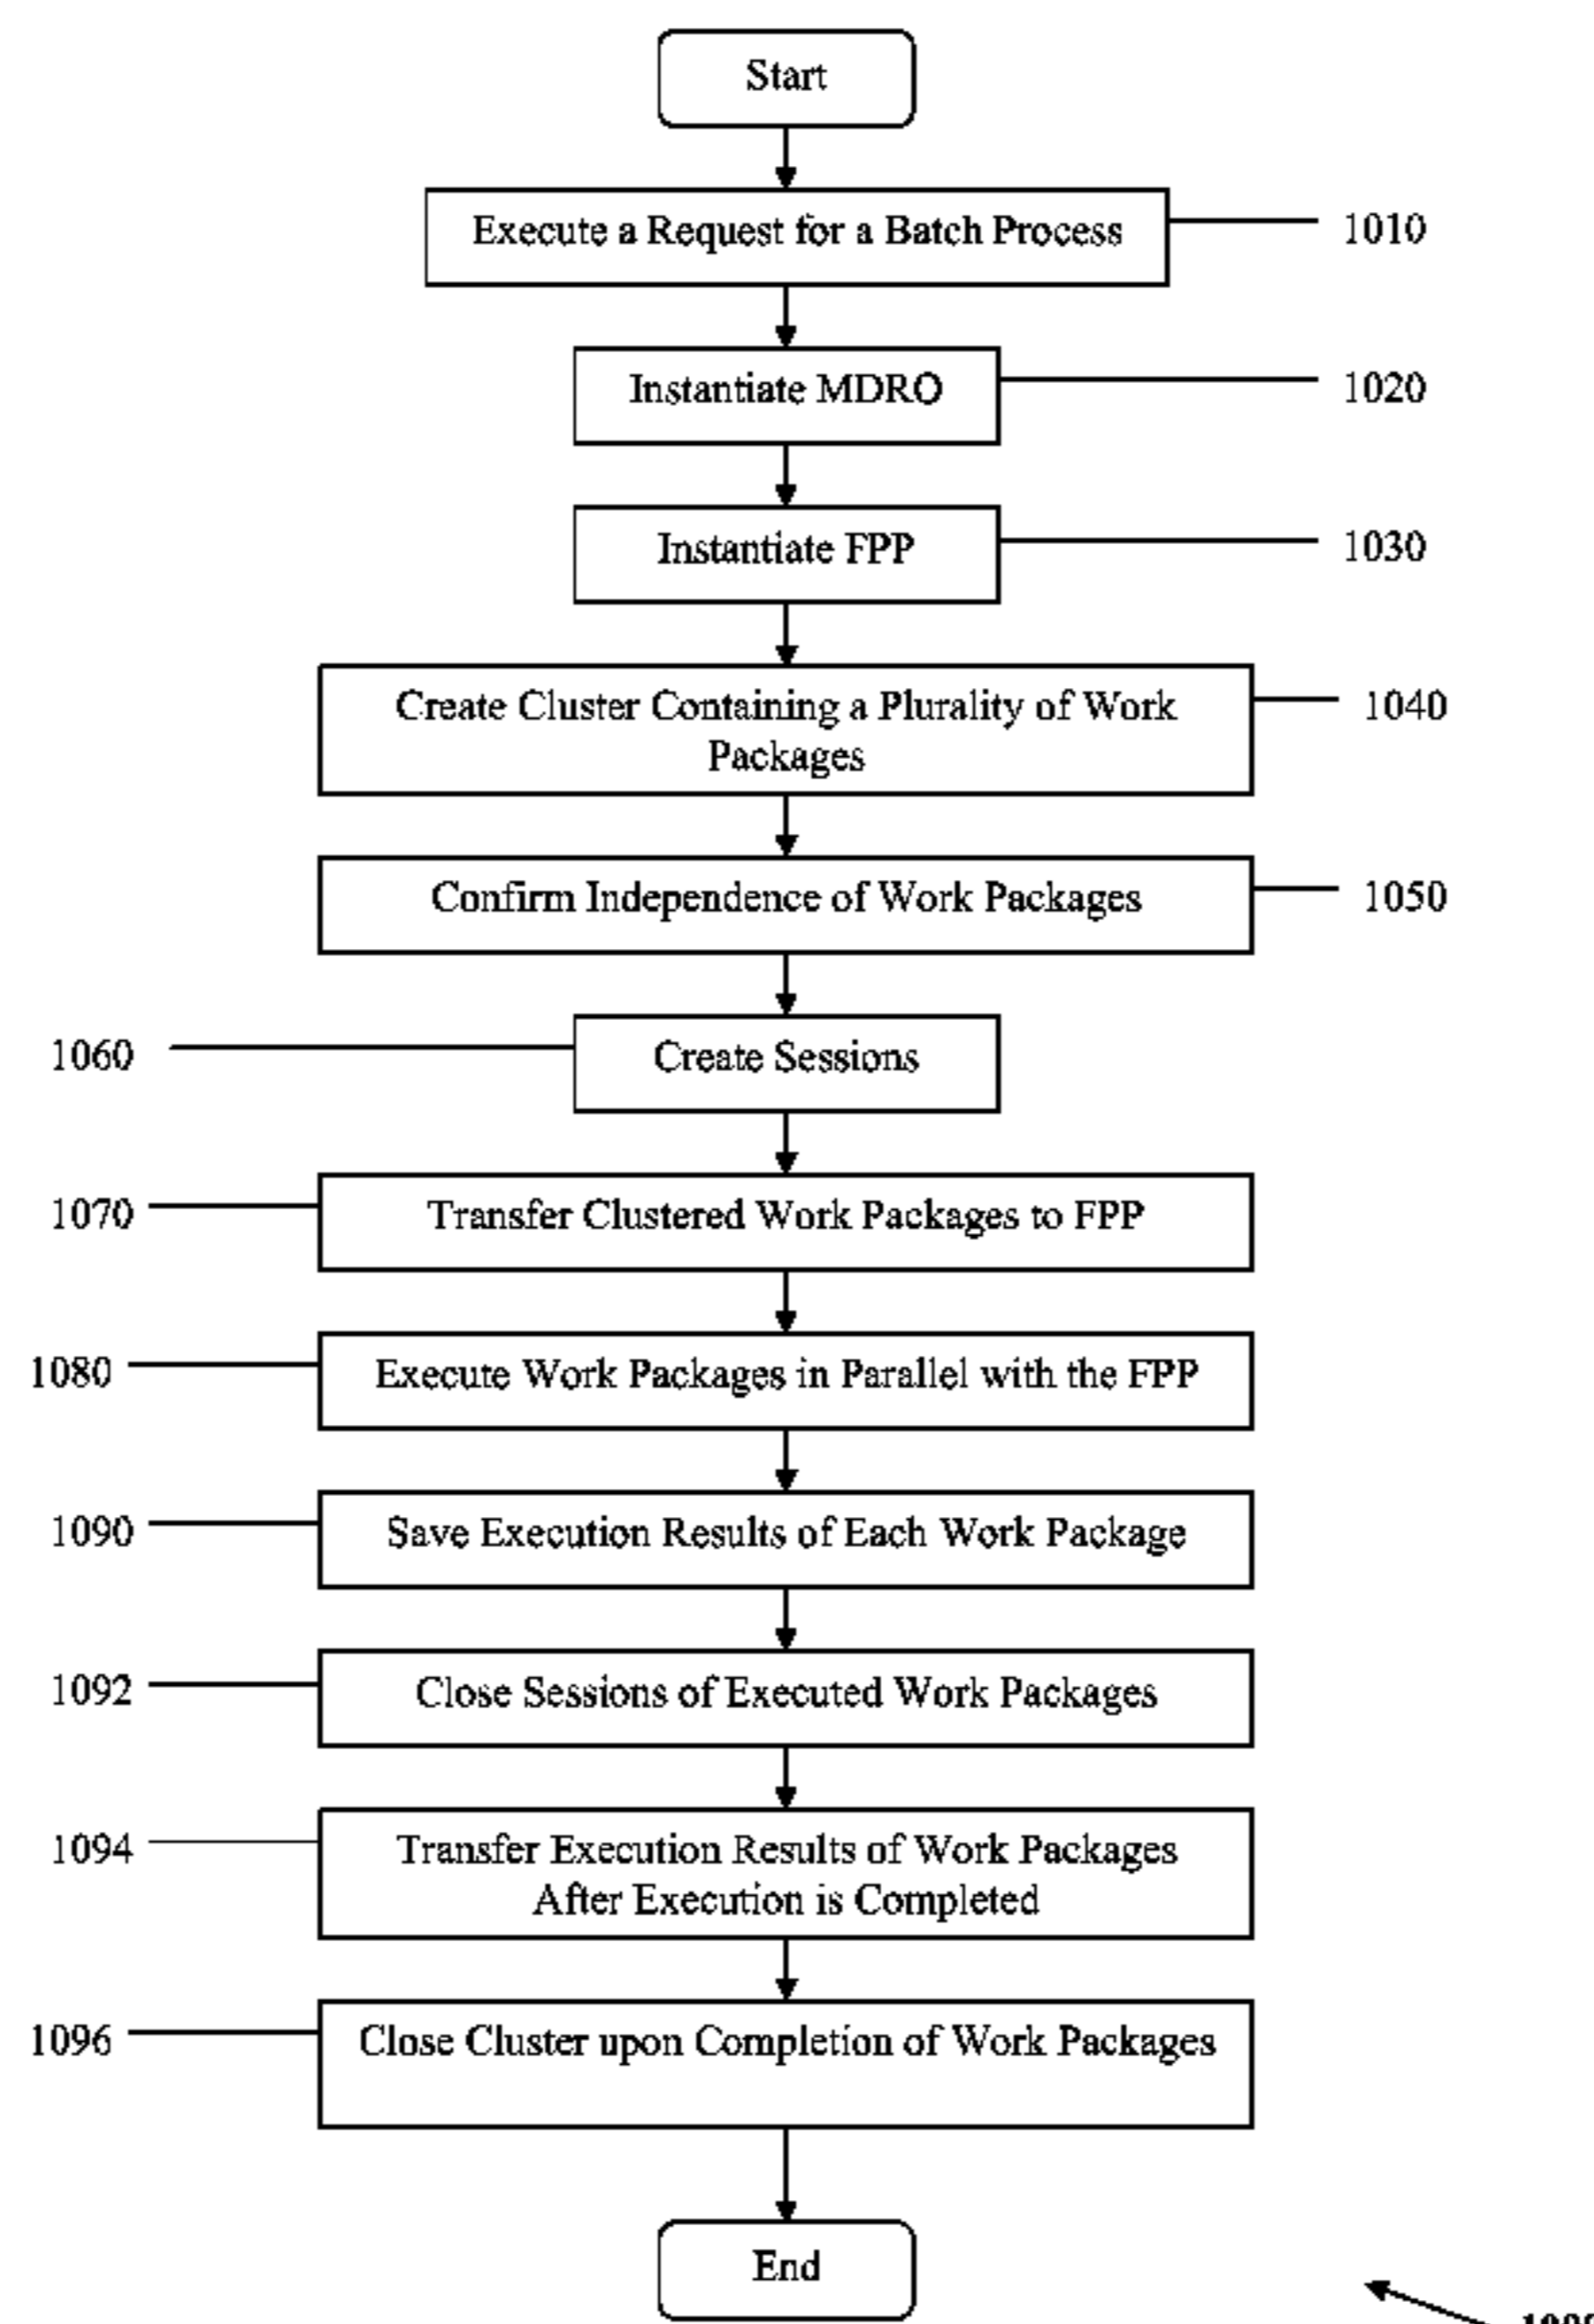 Start
Execute a Request for a Batch Process
1010
Instantiate MDRO
1020
Instantiate FPP
1030
Create Cluster Containing a Plurality of Work
Packages
1040
Confirm Independence of Work Packages
1050
1060
Create Sessions
1070
Transfer Clustered Work Packages to FPP
1080
Execute Work Packages in Parallel with the FPP
1090
Save Execution Results of Each Work Package
1092
Close Sessions of Executed Work Packages
1094
Transfer Execution Results of Work Packages
After Execution is Completed
1096
Close Cluster upon Completion of Work Packages
End